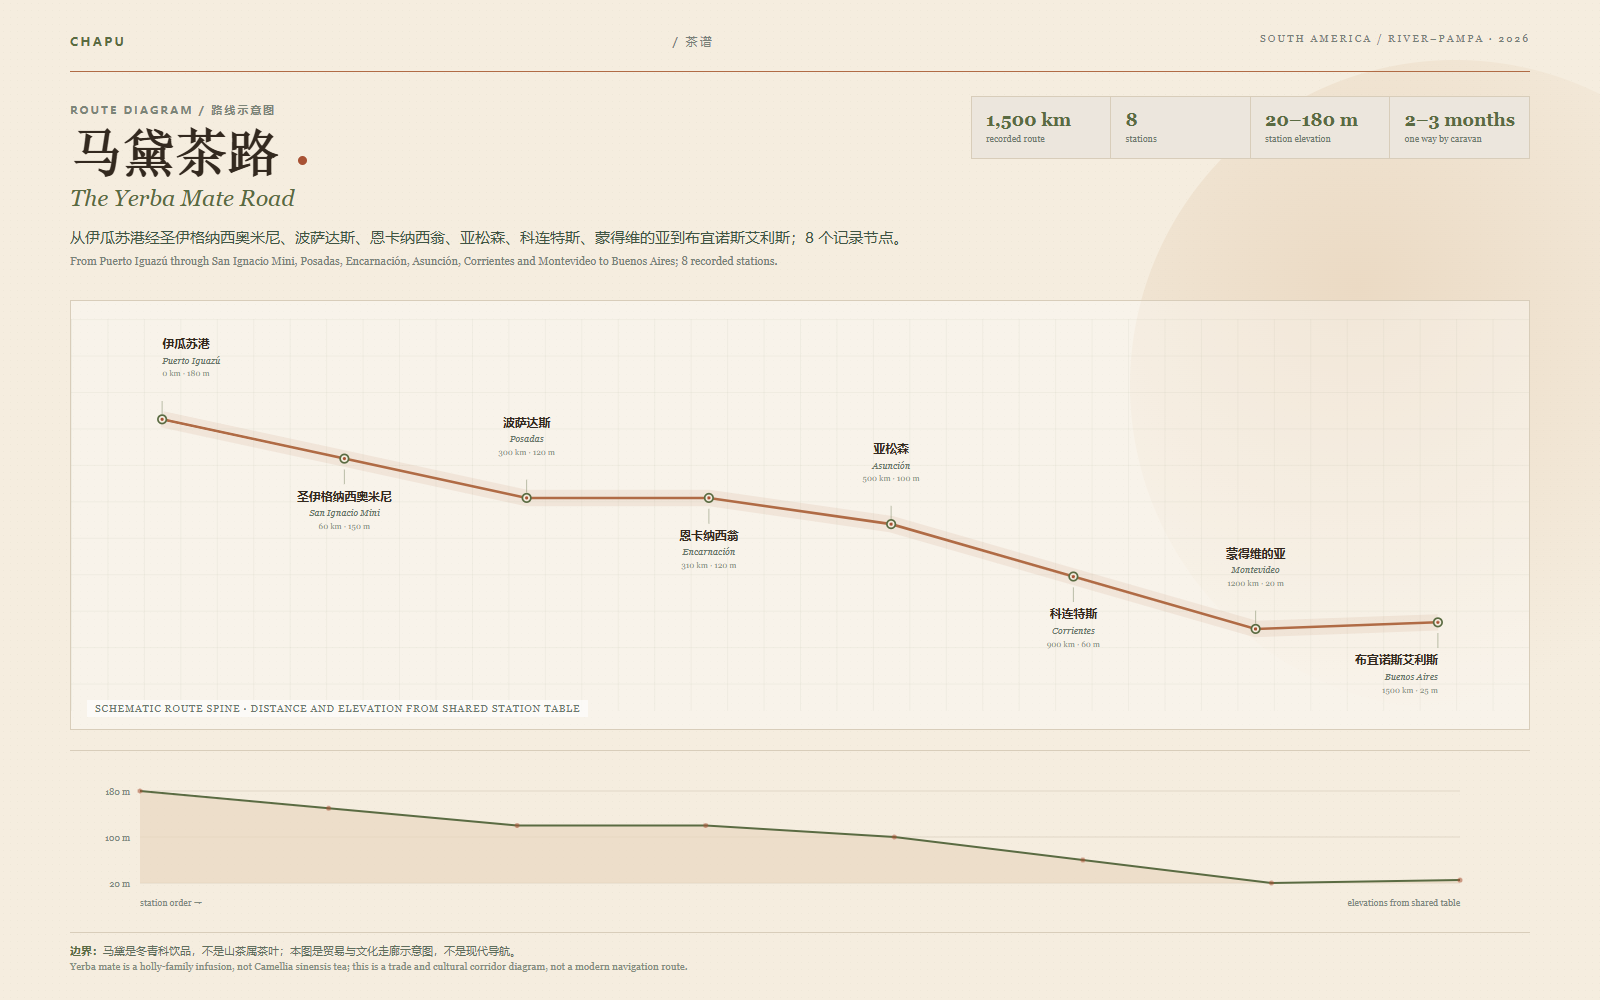 CHAPU
/ 茶谱
SOUTH AMERICA / RIVER–PAMPA · 2026
ROUTE DIAGRAM / 路线示意图
马黛茶路
The Yerba Mate Road
1,500 km
recorded route
8
stations
20–180 m
station elevation
2–3 months
one way by caravan
从伊瓜苏港经圣伊格纳西奥米尼、波萨达斯、恩卡纳西翁、亚松森、科连特斯、蒙得维的亚到布宜诺斯艾利斯；8 个记录节点。
From Puerto Iguazú through San Ignacio Mini, Posadas, Encarnación, Asunción, Corrientes and Montevideo to Buenos Aires; 8 recorded stations.
伊瓜苏港
Puerto Iguazú
0 km · 180 m
圣伊格纳西奥米尼
San Ignacio Mini
60 km · 150 m
波萨达斯
Posadas
300 km · 120 m
恩卡纳西翁
Encarnación
310 km · 120 m
亚松森
Asunción
500 km · 100 m
科连特斯
Corrientes
900 km · 60 m
蒙得维的亚
Montevideo
1200 km · 20 m
布宜诺斯艾利斯
Buenos Aires
1500 km · 25 m
SCHEMATIC ROUTE SPINE · DISTANCE AND ELEVATION FROM SHARED STATION TABLE
180 m
100 m
20 m
station order →
elevations from shared table
边界：马黛是冬青科饮品，不是山茶属茶叶；本图是贸易与文化走廊示意图，不是现代导航。
Yerba mate is a holly-family infusion, not Camellia sinensis tea; this is a trade and cultural corridor diagram, not a modern navigation route.